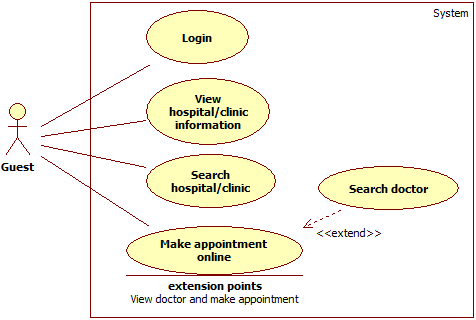 System
Login
View
hospital/clinic
information
Guest
Search
hospital/clinic
Search doctor
<<extend>>
Make appointment
online
extension points
View doctor and make appointment